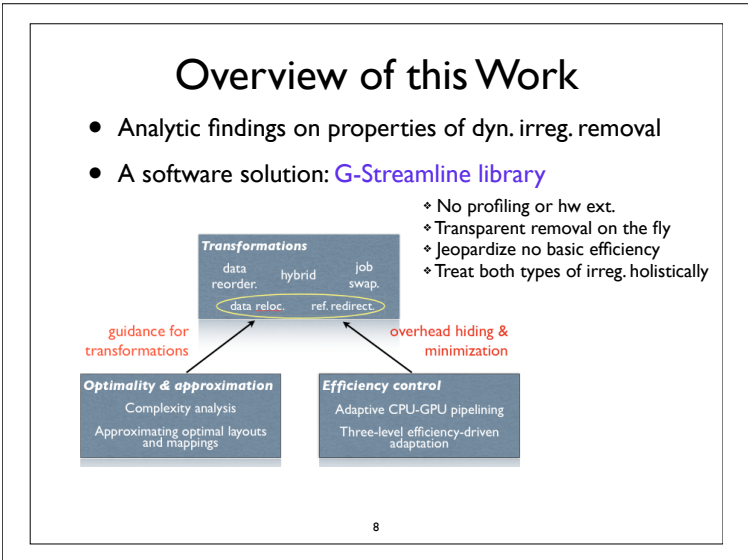 Overview of this Work
• Analytic findings on properties of dyn. irreg. removal
• A software solution: G-Streamline library
❖ No profiling or hw ext.
❖ Transparent removal on the fly
❖ Jeopardize no basic efficiency
❖ Treat both types of irreg. holistically
Transformations
data
reorder.
hybrid
job
swap.
data reloc.
ref. redirect.
guidance for
transformations
overhead hiding &
minimization
Optimality & approximation
Complexity analysis
Approximating optimal layouts
and mappings
Efficiency control
Adaptive CPU-GPU pipelining
Three-level efficiency-driven
adaptation
8